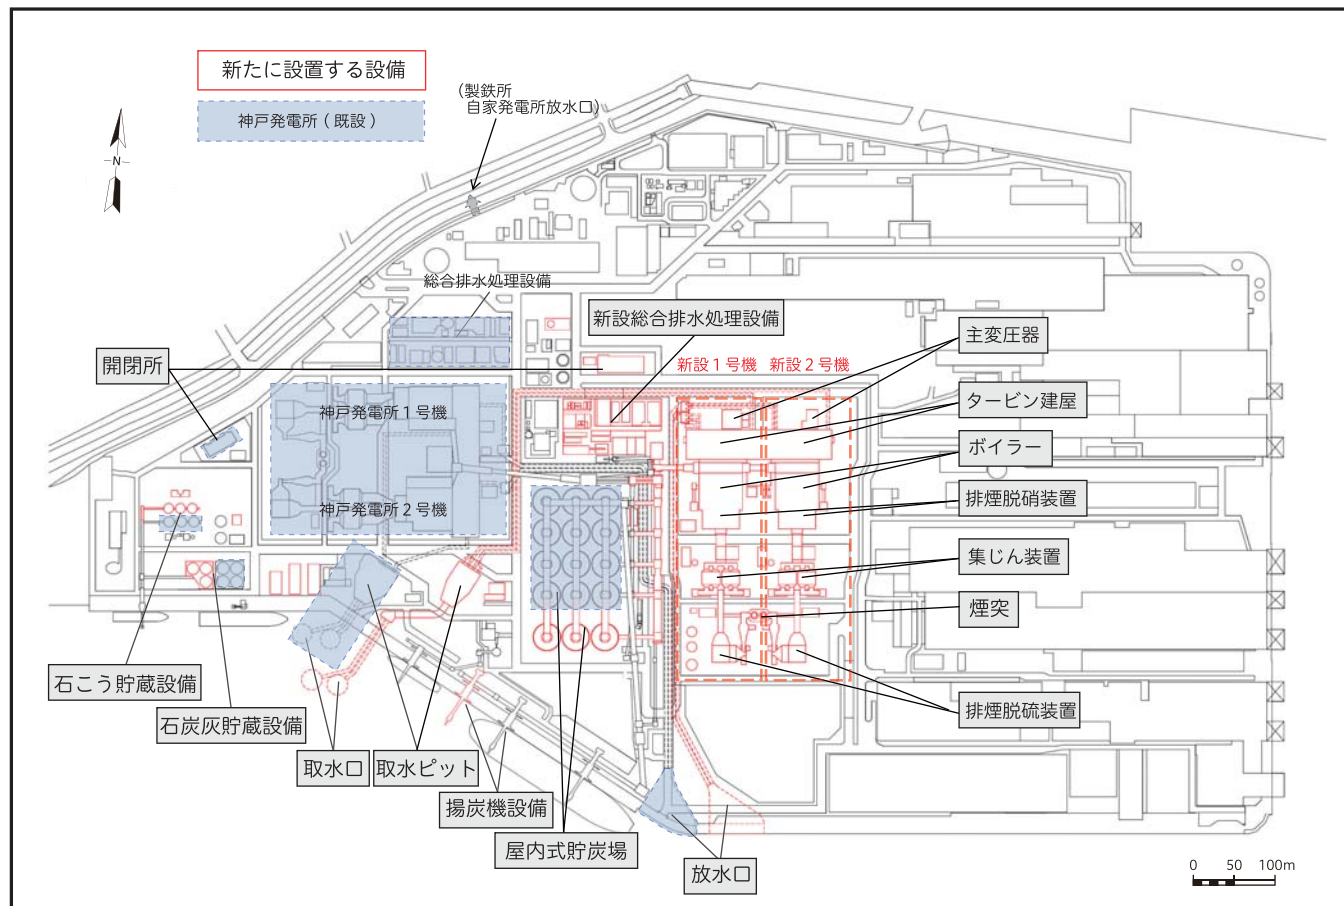 新たに設置する設備
神戸発電所(既設)
(製鉄所
自家発電所放水口)
N
総合排水処理設備
新設総合排水処理設備
主変圧器
開閉所
新設1号機 新設2号機
タービン建屋
神戸発電所1号機
ボイラー
排煙脱硝装置
神戸発電所2号機
集じん装置
煙突
石こう貯蔵設備
排煙脱硫装置
石炭灰貯蔵設備
取水口
取水ピット
揚炭機設備
屋内式貯炭場
放水口
0 50 100m